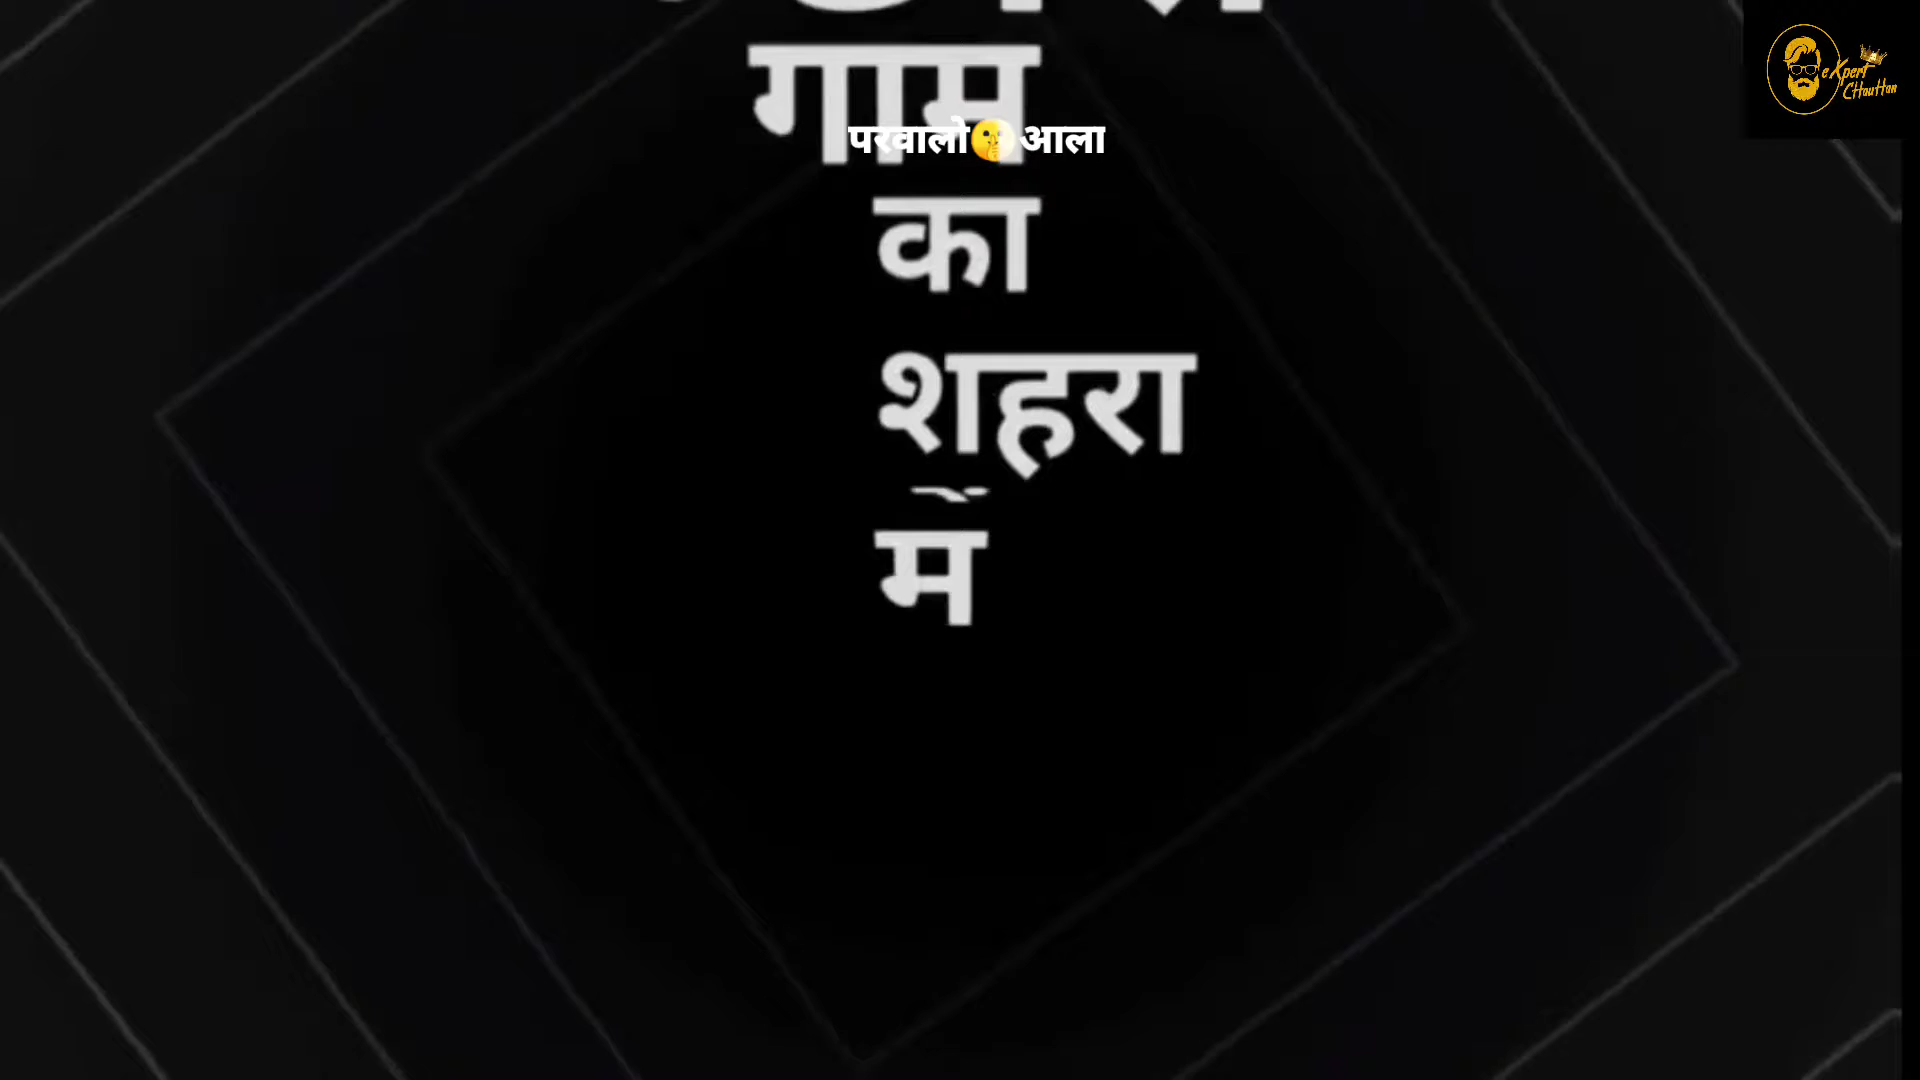 गाम
परवालो🤫आला
का
शहरा
में
eXpert
CHauHan